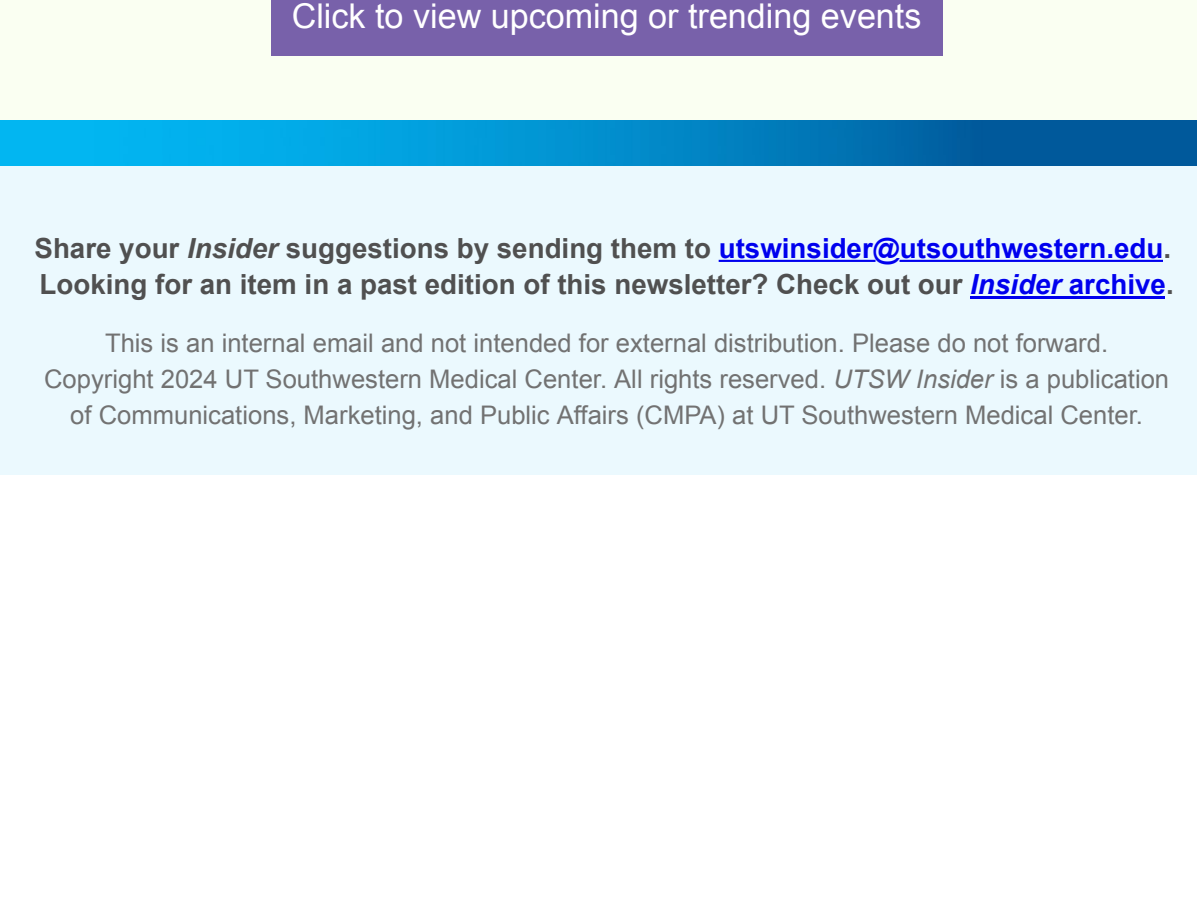 Click to view upcoming or trending events
Share your Insider suggestions by sending them to utswinsider@utsouthwestern.edu.
Looking for an item in a past edition of this newsletter? Check out our Insider archive.
This is an internal email and not intended for external distribution. Please do not forward.
Copyright 2024 UT Southwestern Medical Center. All rights reserved. UTSW Insider is a publication
of Communications, Marketing, and Public Affairs (CMPA) at UT Southwestern Medical Center.